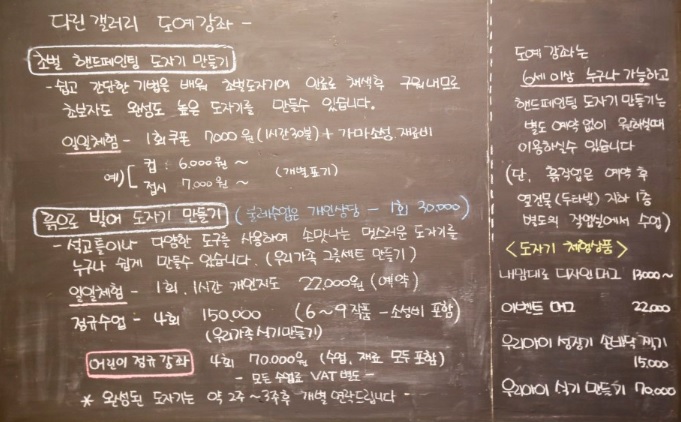 다린 갤러리 도예강좌 -
초벌 핸드페인팅 도자기 만들기
- 쉽고 간단한 기법을 배워 초벌도자기에 안료로 채색후 구워내므로
초보자도 완성도 높은 도자기를 만들수 있습니다.
일일체험 - 1회쿠폰 7000원 (1시간30분) + 가마소성, 재료비
예) [ 컵 : 6,000원 ~
접시 7,000원 ~ (개별표기)
흙으로 빚어 도자기 만들기 (물레수업은 개인상담 - 1회 30,000)
- 석고틀이나 다양한 도구를 사용하여 손맛나는 멋스러운 도자기를
누구나 쉽게 만들수 있습니다. (우리가족 그릇세트 만들기)
일일체험 - 1회. 1시간 개인지도 22,000원 (예약)
정규수업 - 4회 150,000 (6~9작품 - 소성비 포함)
(우리가족 식기만들기)
어린이 정규 강좌 4회 70,000원 (수업, 재료 모두포함)
- 모든 수업료 VAT 별도 -
* 완성된 도자기는 약 2주~3주후 개별 연락드립니다 -
도예 강좌는
6세 이상 누구나 가능하고
핸드페인팅 도자기 만들기는
별도 예약 없이 원하실때
이용하실수 있습니다
(단, 흙작업은 예약 후
옆건물 (두타빌) 지하 1층
별도의 작업실에서 수업)
<도자기 체험상품>
내맘대로 디자인 머그 13000~
이벤트 머그 22,000
우리아이 성장기 손도장 찍기
15,000
우리아이 식기 만들기 70,000